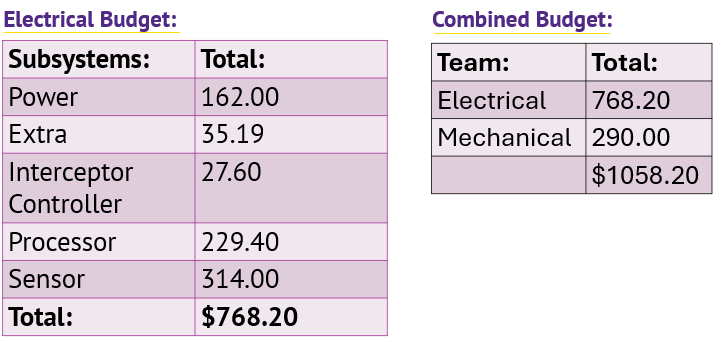 Electrical Budget:
Subsystems: Total:
Power 162.00
Extra 35.19
Interceptor 27.60
Controller
Processor 229.40
Sensor 314.00
Total: $768.20
Combined Budget:
Team: Total:
Electrical 768.20
Mechanical 290.00
$1058.20